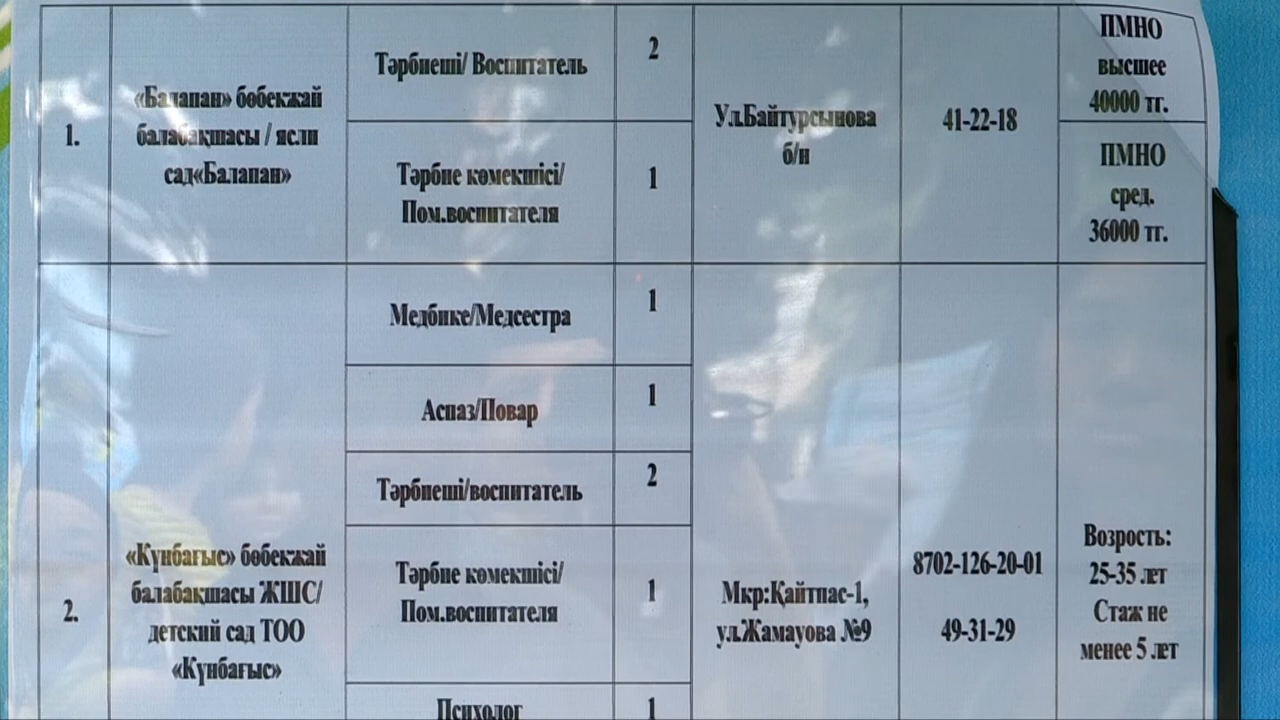 1.
«Балапан» бөбекжай
балабақшасы / ясли
сад«Балапан»
Тәрбиеші/ Воспитатель
2
Тәрбие көмекшісі/
Пом.воспитателя
1
Ул.Байтурсынова
б/н
41-22-18
ПМНО
высшее
40000 тг.
ПМНО
сред.
36000 тг.
2.
«Күнбағыс» бөбекжай
балабақшасы ЖШС/
детский сад ТОО
«Күнбағыс»
Медбике/Медсестра
1
Аспаз/Повар
1
Тәрбиеші/воспитатель
2
Тәрбие көмекшісі/
Пом.воспитателя
1
Психолог
1
Мкр:Қайтпас-1,
ул.Жамауова №9
8702-126-20-01
49-31-29
Возрость:
25-35 лет
Стаж не
менее 5 лет